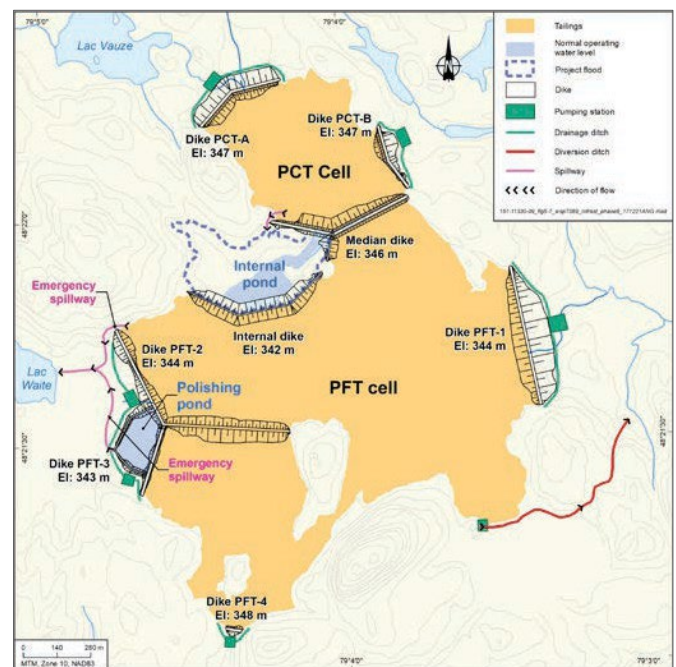 79°5'0"
79°4'0"
Lac Vauze
Dike PCT-A
El: 347 m
Dike PCT-B
El: 347 m
PCT Cell
Median dike
El: 346 m
Internal
pond
Emergency
spillway
Internal dike
El: 342 m
Dike PFT-2
El: 344 m
Dike PFT-1
El: 344 m
Lac
Waite
Polishing
pond
PFT cell
Dike PFT-3
El: 343 m
Emergency
spillway
Dike PFT-4
El: 348 m
48°22'0"
48°21'30"
Tailings
Normal operating
water level
Project flood
Dike
Pumping station
Drainage ditch
Diversion ditch
Spillway
Direction of flow
0 140 280 m
MTM, Zone 10, NAD83
79°4'0"
79°3'0"